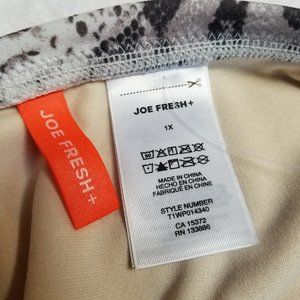 JOE FRESH+
JOE FRESH+
1X
MADE IN CHINA
HECHO EN CHINA
FABRIQUÉ EN CHINE
STYLE NUMBER
T1WP014340
CA 15372
RN 133886